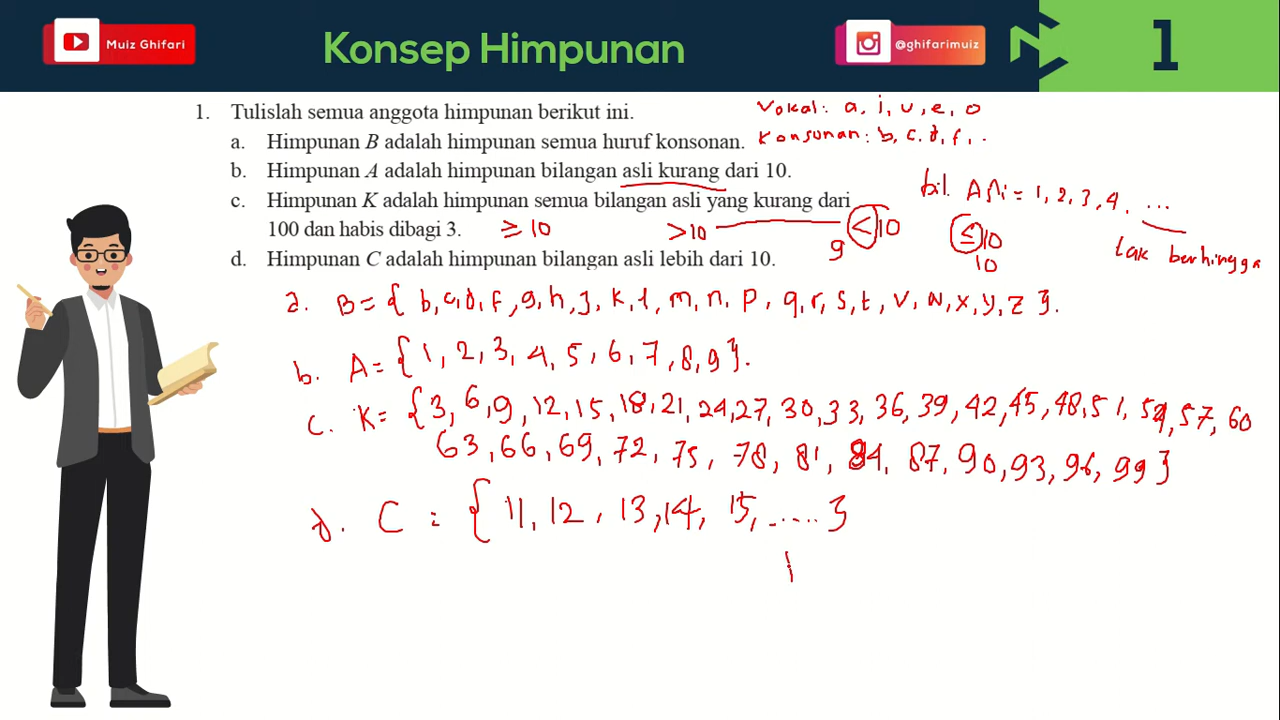 Muiz Ghifari
Konsep Himpunan
@ghifarimuiz
1
1. Tulislah semua anggota himpunan berikut ini.
Vokal: a, i, u, e, o
a. Himpunan B adalah himpunan semua huruf konsonan.
Konsonan: b, c, d, f, ..
b. Himpunan A adalah himpunan bilangan asli kurang dari 10.
bil. Asli = 1, 2, 3, 4, ...
tak berhingga
c. Himpunan K adalah himpunan semua bilangan asli yang kurang dari
100 dan habis dibagi 3.
≥ 10
>10
<10
9
≤10
10
d. Himpunan C adalah himpunan bilangan asli lebih dari 10.
a. B = { b, c, d, f, g, h, j, k, l, m, n, p, q, r, s, t, v, w, x, y, z }.
b. A = {1, 2, 3, 4, 5, 6, 7, 8, 9}.
c. K = {3, 6, 9, 12, 15, 18, 21, 24, 27, 30, 33, 36, 39, 42, 45, 48, 51, 54, 57, 60
63, 66, 69, 72, 75, 78, 81, 84, 87, 90, 93, 96, 99}
d. C = { 11, 12, 13, 14, 15, ..... }